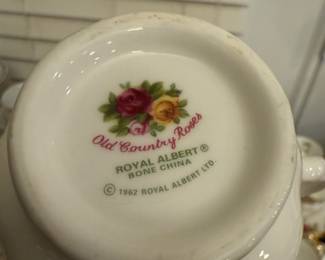 Old Country Roses
ROYAL ALBERT®
BONE CHINA
© 1962 ROYAL ALBERT LTD.